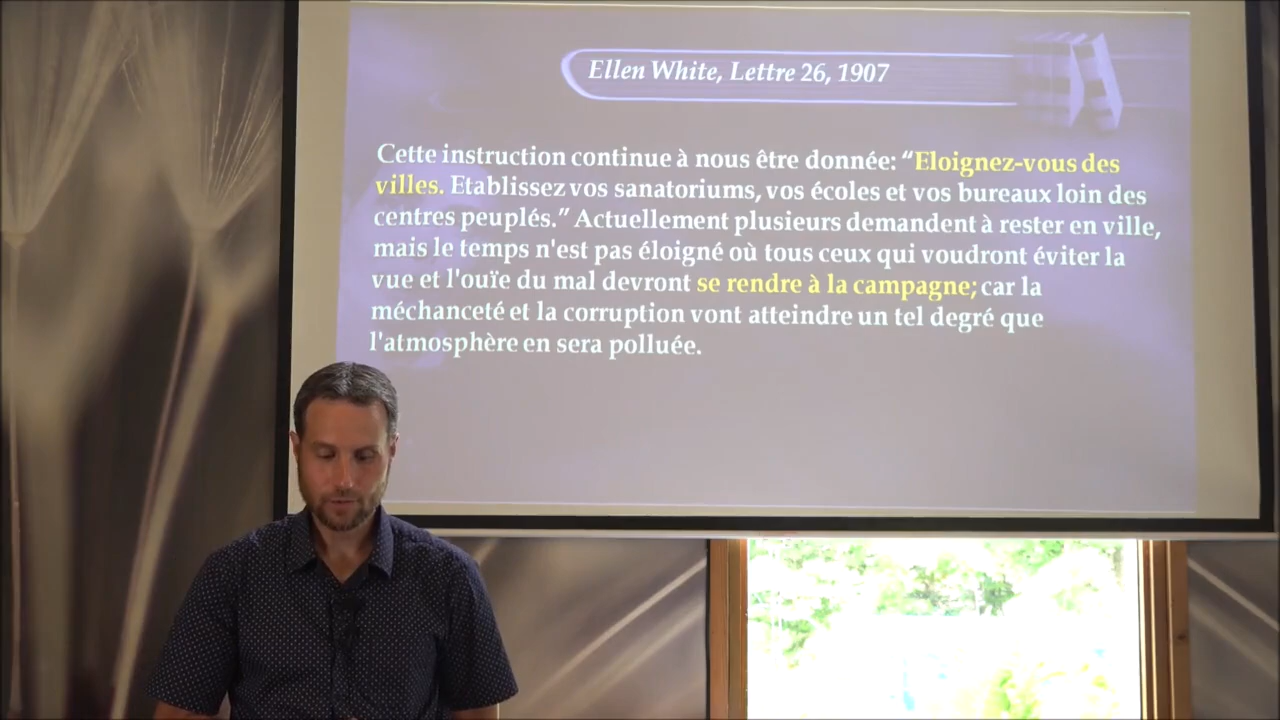 Ellen White, Lettre 26, 1907
Cette instruction continue à nous être donnée: “Eloignez-vous des
villes. Etablissez vos sanatoriums, vos écoles et vos bureaux loin des
centres peuplés.” Actuellement plusieurs demandent à rester en ville,
mais le temps n'est pas éloigné où tous ceux qui voudront éviter la
vue et l'ouïe du mal devront se rendre à la campagne; car la
méchanceté et la corruption vont atteindre un tel degré que
l'atmosphère en sera polluée.